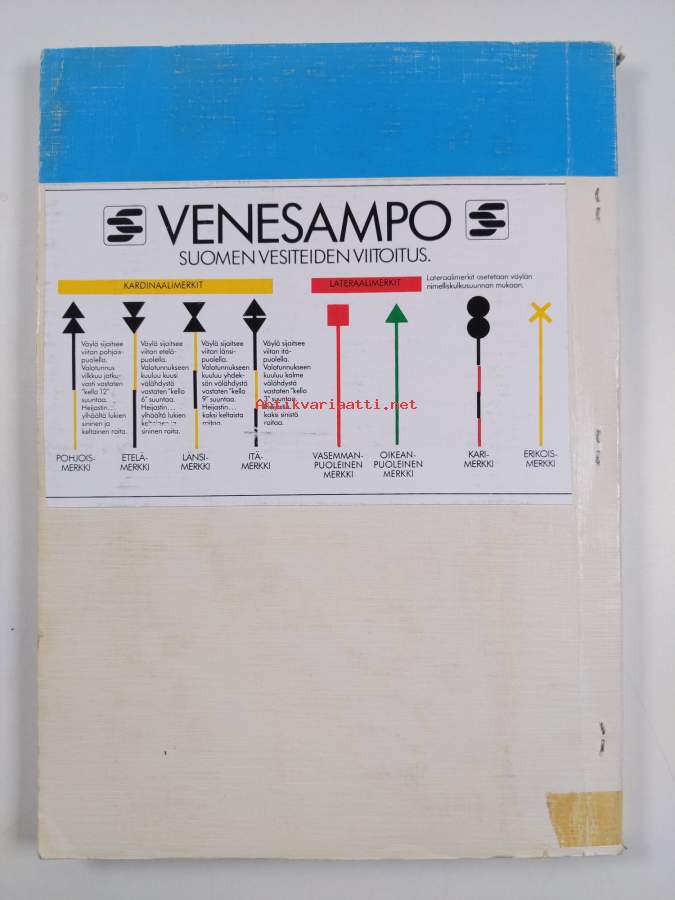 VENESAMPO
SUOMEN VESITEIDEN VIITOITUS.
KARDINAALIMERKIT
LATERAALIMERKIT
Lateraalimerkit asetetaan väylän
nimelliskulkusuunnan mukaan.
Väylä sijaitsee
viitan pohjois-
puolella.
Valotunnus
vilkkuu jatku-
vasti vastaten
"kello 12"
suuntaa.
Heijastin...
ylhäältä lukien
sininen ja
keltainen raita.
Väylä sijaitsee
viitan etelä-
puolella.
Valotunnukseen
kuuluu kuusi
välähdystä
vastaten "kello
6" suuntaa.
Heijastin...
ylhäältä lukien
keltainen ja
sininen raita.
Väylä sijaitsee
viitan länsi-
puolella.
Valotunnukseen
kuuluu yhdek-
sän välähdystä
vastaten "kello
9" suuntaa.
Heijastin...
kaksi keltaista
raitaa.
Väylä sijaitsee
viitan itä-
puolella.
Valotunnukseen
kuuluu kolme
välähdystä
vastaten "kello
3" suuntaa.
Heijastin...
kaksi sinistä
raitaa.
Antikvariaatti.net
POHJOIS-
MERKKI
ETELÄ-
MERKKI
LÄNSI-
MERKKI
ITÄ-
MERKKI
VASEMMAN-
PUOLEINEN
MERKKI
OIKEAN-
PUOLEINEN
MERKKI
KARI-
MERKKI
ERIKOIS-
MERKKI